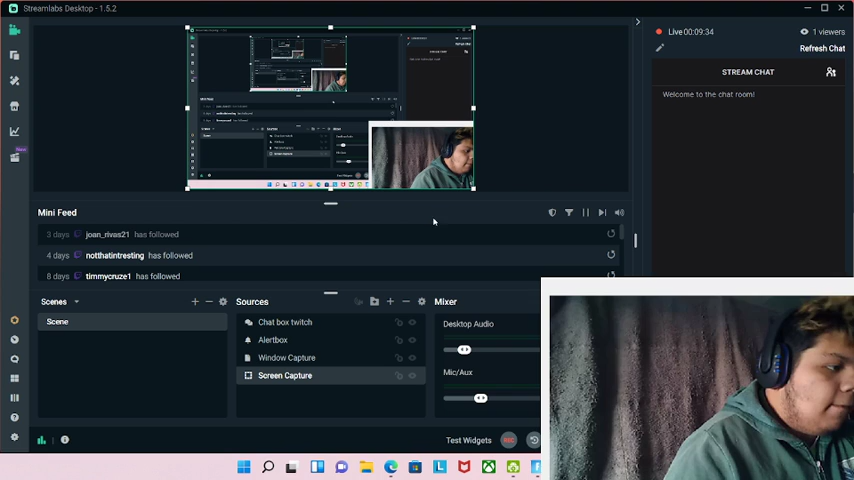 Streamlabs Desktop - 1.5.2
Live 00:09:34
1 viewers
Refresh Chat
STREAM CHAT
Welcome to the chat room!
Mini Feed
3 days joan_rivas21 has followed
4 days notthatintresting has followed
8 days timmycruze1 has followed
Scenes
Scene
Sources
Chat box twitch
Alertbox
Window Capture
Screen Capture
Mixer
Desktop Audio
Mic/Aux
Test Widgets
REC